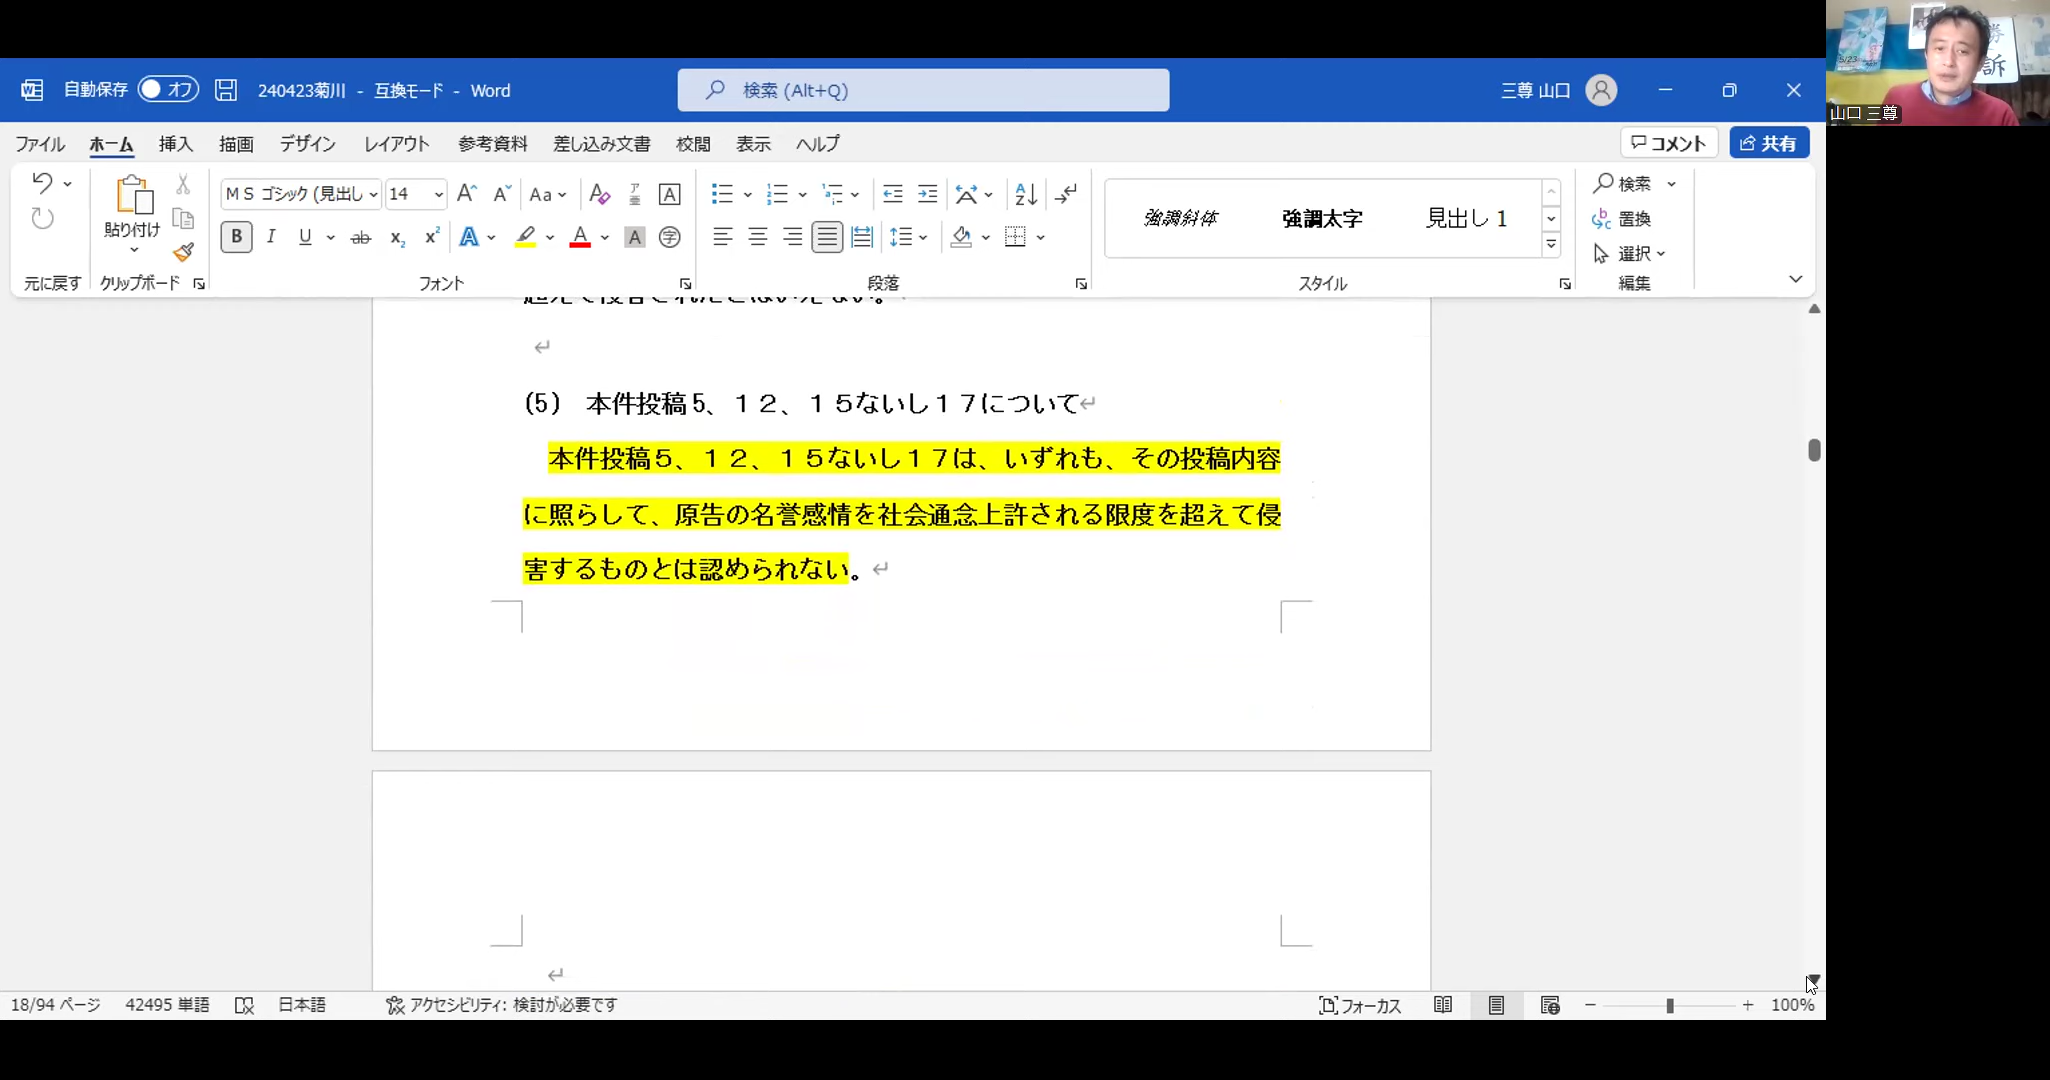 自動保存 オフ 240423菊川 - 互換モード - Word 検索 (Alt+Q) 三尊 山口
山口 三尊
ファイル ホーム 挿入 描画 デザイン レイアウト 参考資料 差し込み文書 校閲 表示 ヘルプ コメント 共有
貼り付け MS ゴシック (見出し 14 Aa 強調斜体 強調太字 見出し 1 検索
置換
選択
元に戻す クリップボード フォント 段落 スタイル 編集
(5) 本件投稿5、12、15ないし17について
本件投稿5、12、15ないし17は、いずれも、その投稿内容
に照らして、原告の名誉感情を社会通念上許される限度を超えて侵
害するものとは認められない。
18/94 ページ 42495 単語 日本語 アクセシビリティ: 検討が必要です フォーカス 100%